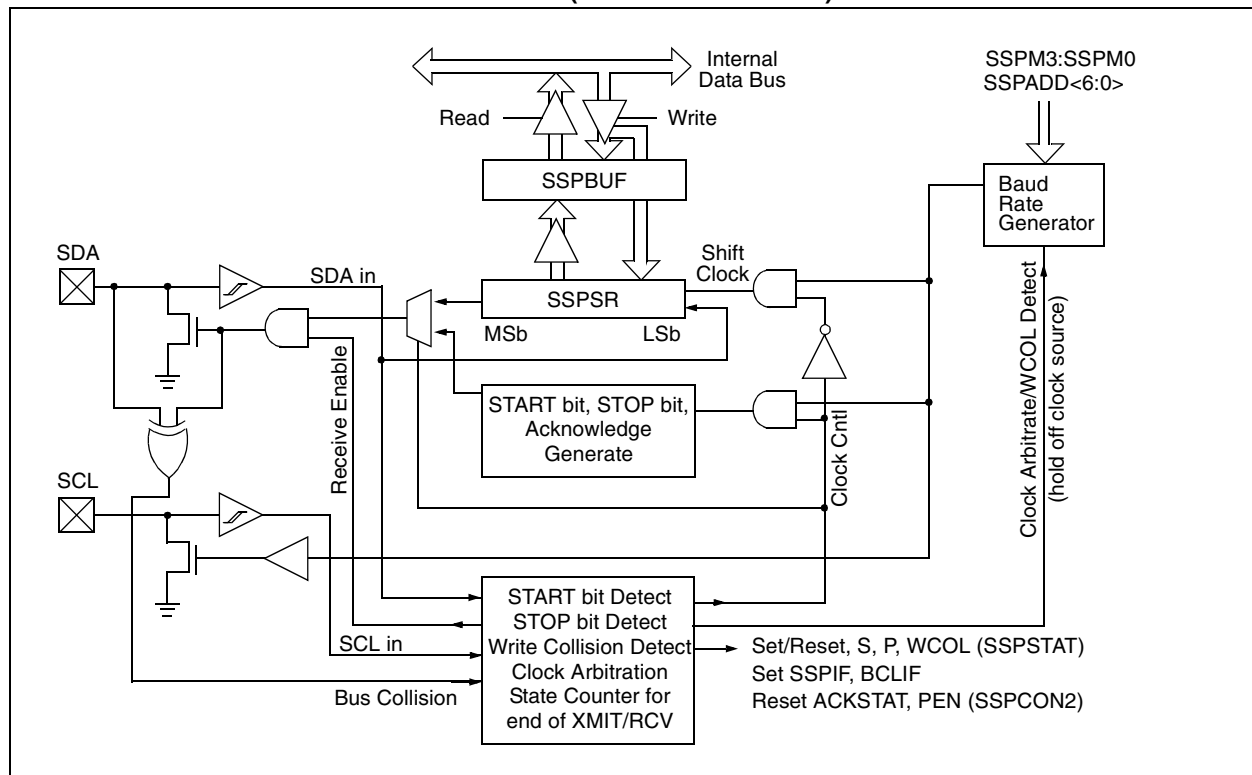 Internal
Data Bus
SSPM3:SSPM0
SSPADD<6:0>
Read
Write
SSPBUF
Baud
Rate
Generator
SDA
SDA in
Shift
Clock
SSPSR
MSb
LSb
START bit, STOP bit,
Acknowledge
Generate
Receive Enable
Clock Cntl
Clock Arbitrate/WCOL Detect
(hold off clock source)
SCL
SCL in
Bus Collision
START bit Detect
STOP bit Detect
Write Collision Detect
Clock Arbitration
State Counter for
end of XMIT/RCV
Set/Reset, S, P, WCOL (SSPSTAT)
Set SSPIF, BCLIF
Reset ACKSTAT, PEN (SSPCON2)